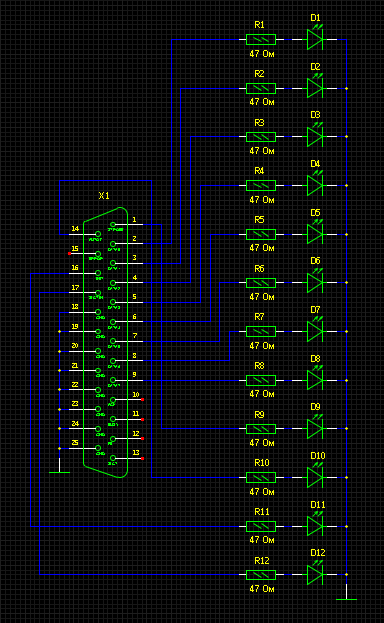 R1 D1
47 Ом
R2 D2
47 Ом
R3 D3
47 Ом
R4 D4
47 Ом
X1
R5 D5
47 Ом
R6 D6
47 Ом
R7 D7
47 Ом
R8 D8
47 Ом
R9 D9
47 Ом
R10 D10
47 Ом
R11 D11
47 Ом
R12 D12
47 Ом
1
14
2
15
3
16
4
17
5
18
6
19
7
20
8
21
9
22
10
23
11
24
12
25
13